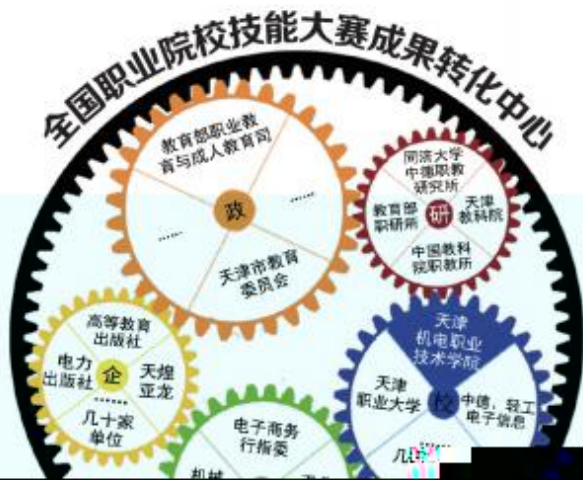 全国职业院校技能大赛成果转化中心
教育部职业教
育与成人教育司
......
政
......
天津市教育
委员会
同济大学
中德职教
研究所
教育部
职研所
研
天津
教科院
中国教科
院职教所
高等教育
出版社
电力
出版社
企
天煌
亚龙
......
几十家
单位
天津
机电职业
技术学院
天津
职业大学
校
中德，轻工
电子信息
......
电子商务
行指委
机械